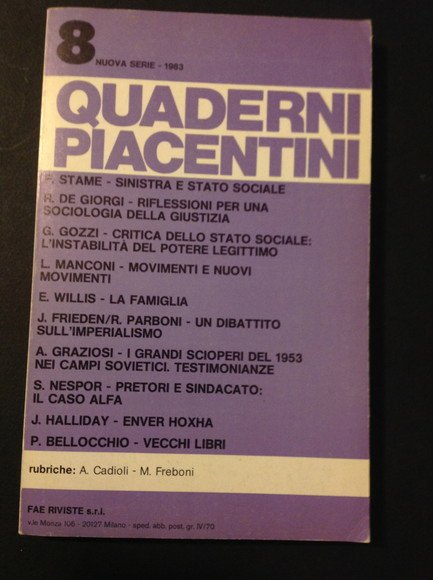 8
NUOVA SERIE - 1983
QUADERNI
PIACENTINI
F. STAME - SINISTRA E STATO SOCIALE
R. DE GIORGI - RIFLESSIONI PER UNA
SOCIOLOGIA DELLA GIUSTIZIA
G. GOZZI - CRITICA DELLO STATO SOCIALE:
L'INSTABILITÀ DEL POTERE LEGITTIMO
L. MANCONI - MOVIMENTI E NUOVI
MOVIMENTI
E. WILLIS - LA FAMIGLIA
J. FRIEDEN/R. PARBONI - UN DIBATTITO
SULL'IMPERIALISMO
A. GRAZIOSI - I GRANDI SCIOPERI DEL 1953
NEI CAMPI SOVIETICI. TESTIMONIANZE
S. NESPOR - PRETORI E SINDACATO:
IL CASO ALFA
J. HALLIDAY - ENVER HOXHA
P. BELLOCCHIO - VECCHI LIBRI
rubriche: A. Cadioli - M. Freboni
FAE RIVISTE s.r.l.
v.le Monza 106 - 20127 Milano - sped. abb. post. gr. IV/70